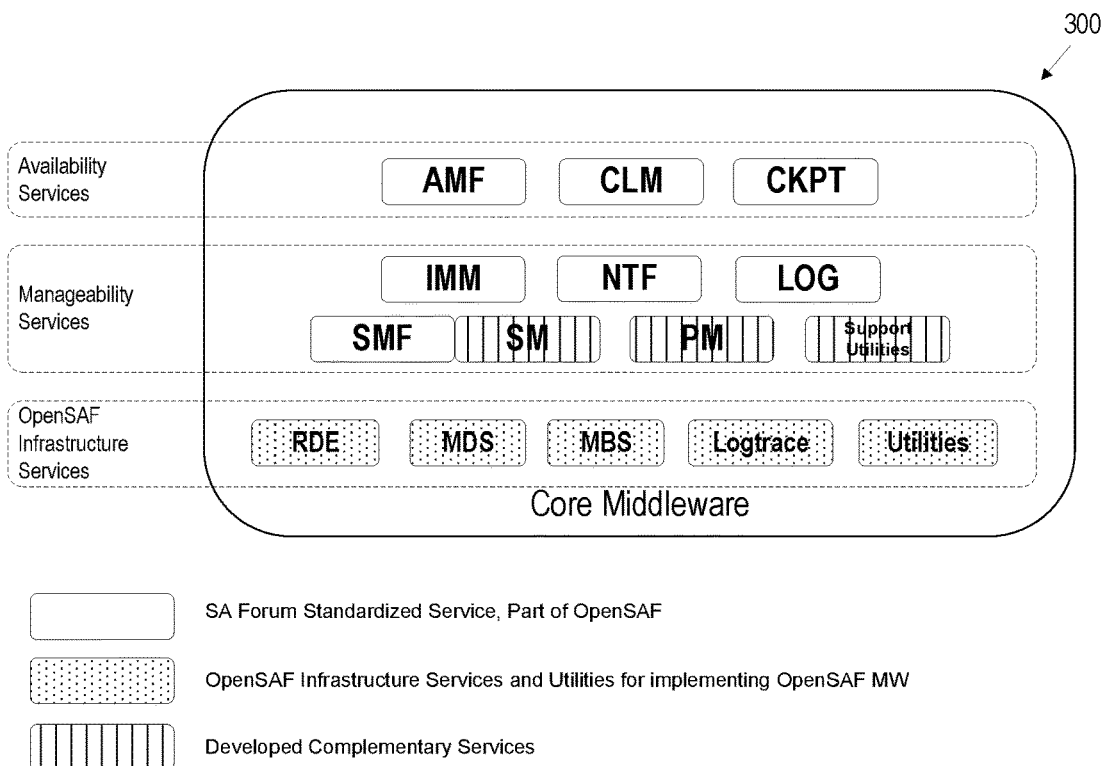 300
Availability
Services
AMF CLM CKPT
Manageability
Services
IMM NTF LOG
SMF SM PM Support
Utilities
OpenSAF
Infrastructure
Services
RDE MDS MBS Logtrace Utilities
Core Middleware
SA Forum Standardized Service, Part of OpenSAF
OpenSAF Infrastructure Services and Utilities for implementing OpenSAF MW
Developed Complementary Services